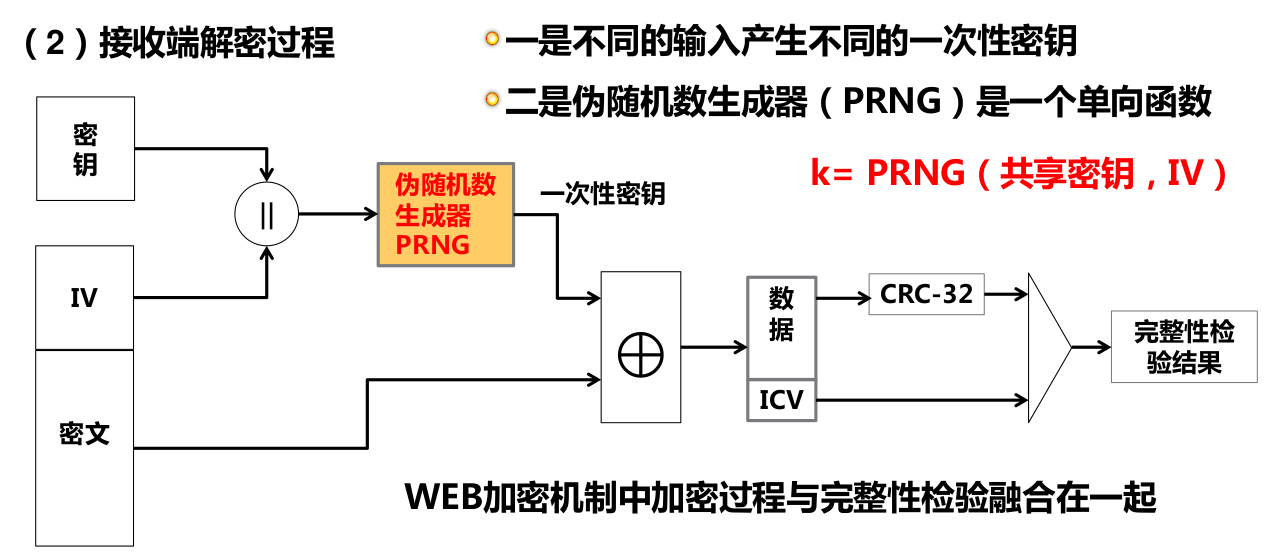 （2）接收端解密过程
一是不同的输入产生不同的一次性密钥
二是伪随机数生成器（PRNG）是一个单向函数
k= PRNG（共享密钥，IV）
密
钥
||
伪随机数
生成器
PRNG
一次性密钥
IV
密文
⊕
数
据
ICV
CRC-32
完整性检
验结果
WEB加密机制中加密过程与完整性检验融合在一起